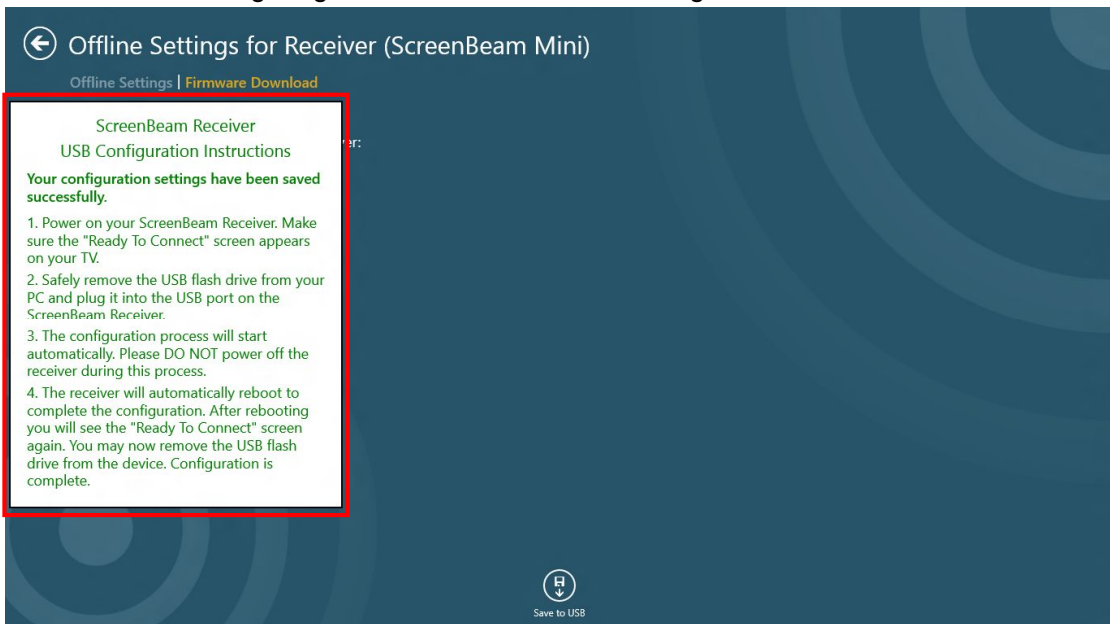 Offline Settings for Receiver (ScreenBeam Mini)
Offline Settings | Firmware Download
er:
ScreenBeam Receiver
USB Configuration Instructions
Your configuration settings have been saved
successfully.
1. Power on your ScreenBeam Receiver. Make
sure the "Ready To Connect" screen appears
on your TV.
2. Safely remove the USB flash drive from your
PC and plug it into the USB port on the
ScreenBeam Receiver.
3. The configuration process will start
automatically. Please DO NOT power off the
receiver during this process.
4. The receiver will automatically reboot to
complete the configuration. After rebooting
you will see the "Ready To Connect" screen
again. You may now remove the USB flash
drive from the device. Configuration is
complete.
Save to USB